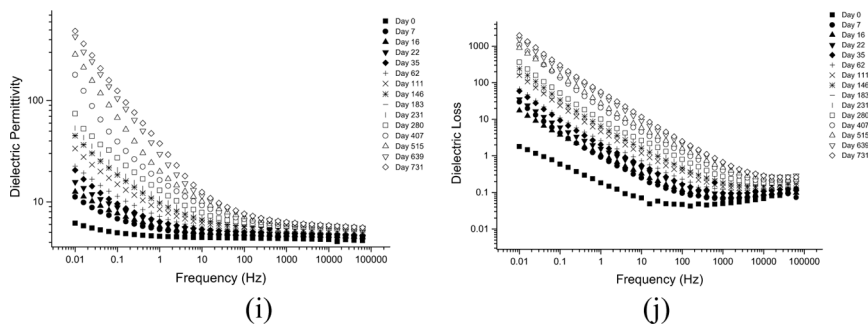 Dielectric Permittivity
100
10
0.01 0.1 1 10 100 1000 10000 100000
Frequency (Hz)
Day 0
Day 7
Day 16
Day 22
Day 35
Day 62
Day 111
Day 146
Day 183
Day 231
Day 280
Day 407
Day 515
Day 639
Day 731
(i)
Dielectric Loss
1000
100
10
1
0.1
0.01
0.01 0.1 1 10 100 1000 10000 100000
Frequency (Hz)
Day 0
Day 7
Day 16
Day 22
Day 35
Day 62
Day 111
Day 146
Day 183
Day 231
Day 280
Day 407
Day 515
Day 639
Day 731
(j)